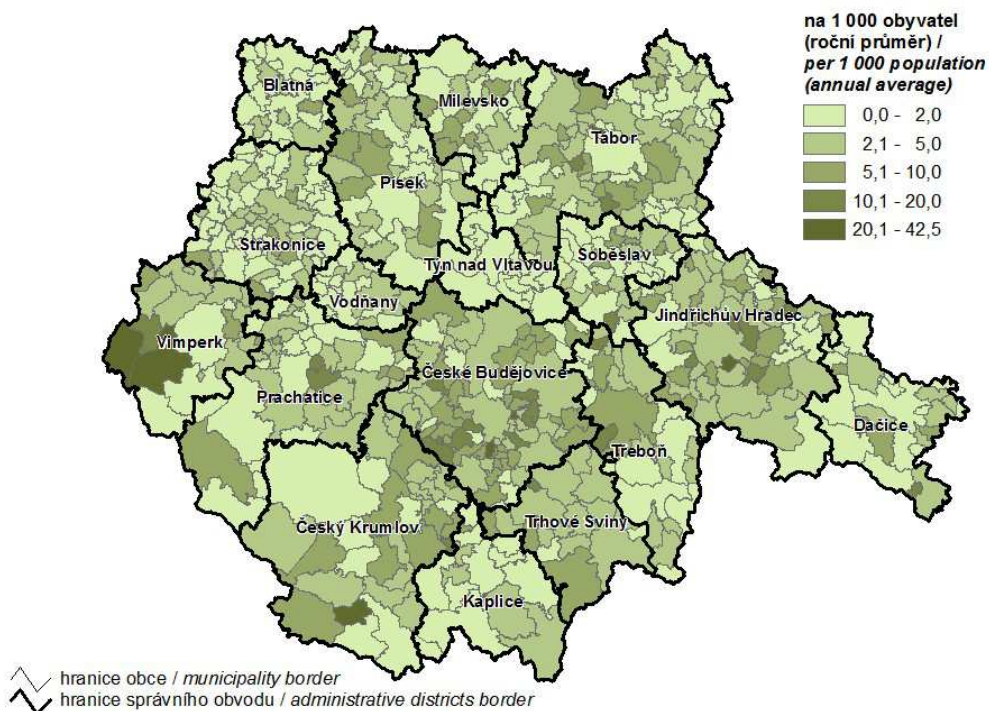 na 1 000 obyvatel
(roční průměr) /
per 1 000 population
(annual average)
0,0 - 2,0
2,1 - 5,0
5,1 - 10,0
10,1 - 20,0
20,1 - 42,5
Blatná
Milevsko
Tábor
Písek
Strakonice
Týn nad Vltavou
Soběslav
Vodňany
Jindřichův Hradec
Vimperk
České Budějovice
Prachatice
Dačice
Třeboň
Český Krumlov
Trhové Sviny
Kaplice
hranice obce / municipality border
hranice správního obvodu / administrative districts border